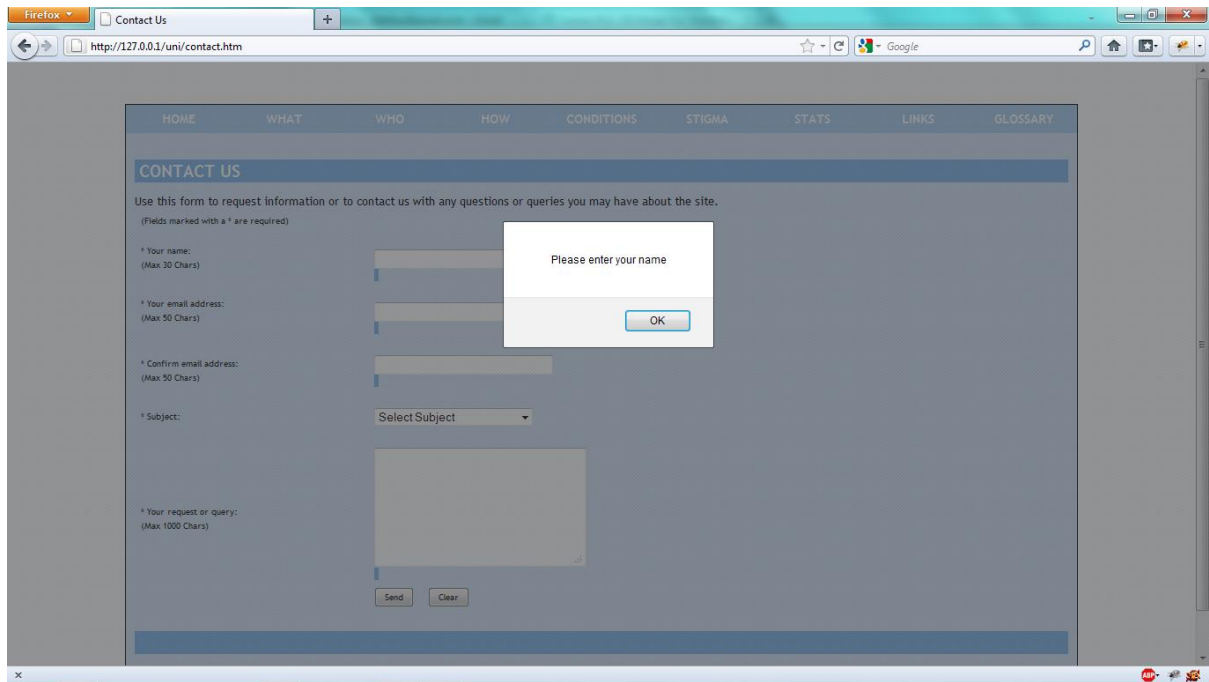 Firefox
Contact Us
http://127.0.0.1/uni/contact.htm
Google
HOME WHAT WHO HOW CONDITIONS STIGMA STATS LINKS GLOSSARY
CONTACT US
Use this form to request information or to contact us with any questions or queries you may have about the site.
(Fields marked with a * are required)
* Your name:
(Max 30 Chars)
Please enter your name
OK
* Your email address:
(Max 50 Chars)
* Confirm email address:
(Max 50 Chars)
* Subject:
Select Subject
* Your request or query:
(Max 1000 Chars)
Send Clear
ABP